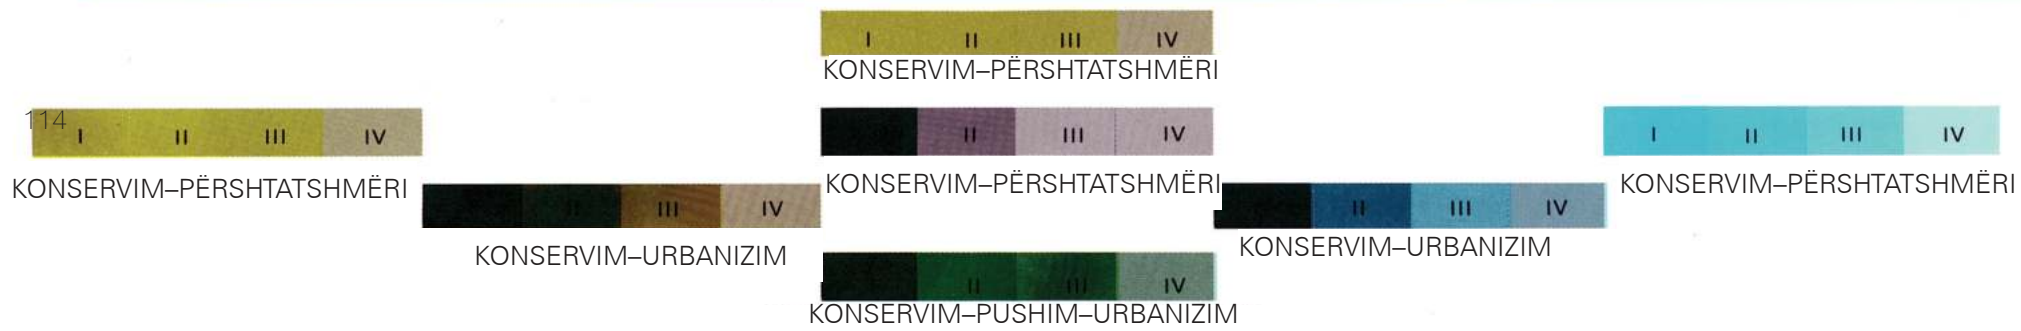 I II III IV
KONSERVIM–PËRSHTATSHMËRI
114
I II III IV
KONSERVIM–PËRSHTATSHMËRI
II III IV
KONSERVIM–PËRSHTATSHMËRI
I II III IV
KONSERVIM–PËRSHTATSHMËRI
II III IV
KONSERVIM–URBANIZIM
II III IV
KONSERVIM–URBANIZIM
II III IV
KONSERVIM–PUSHIM–URBANIZIM